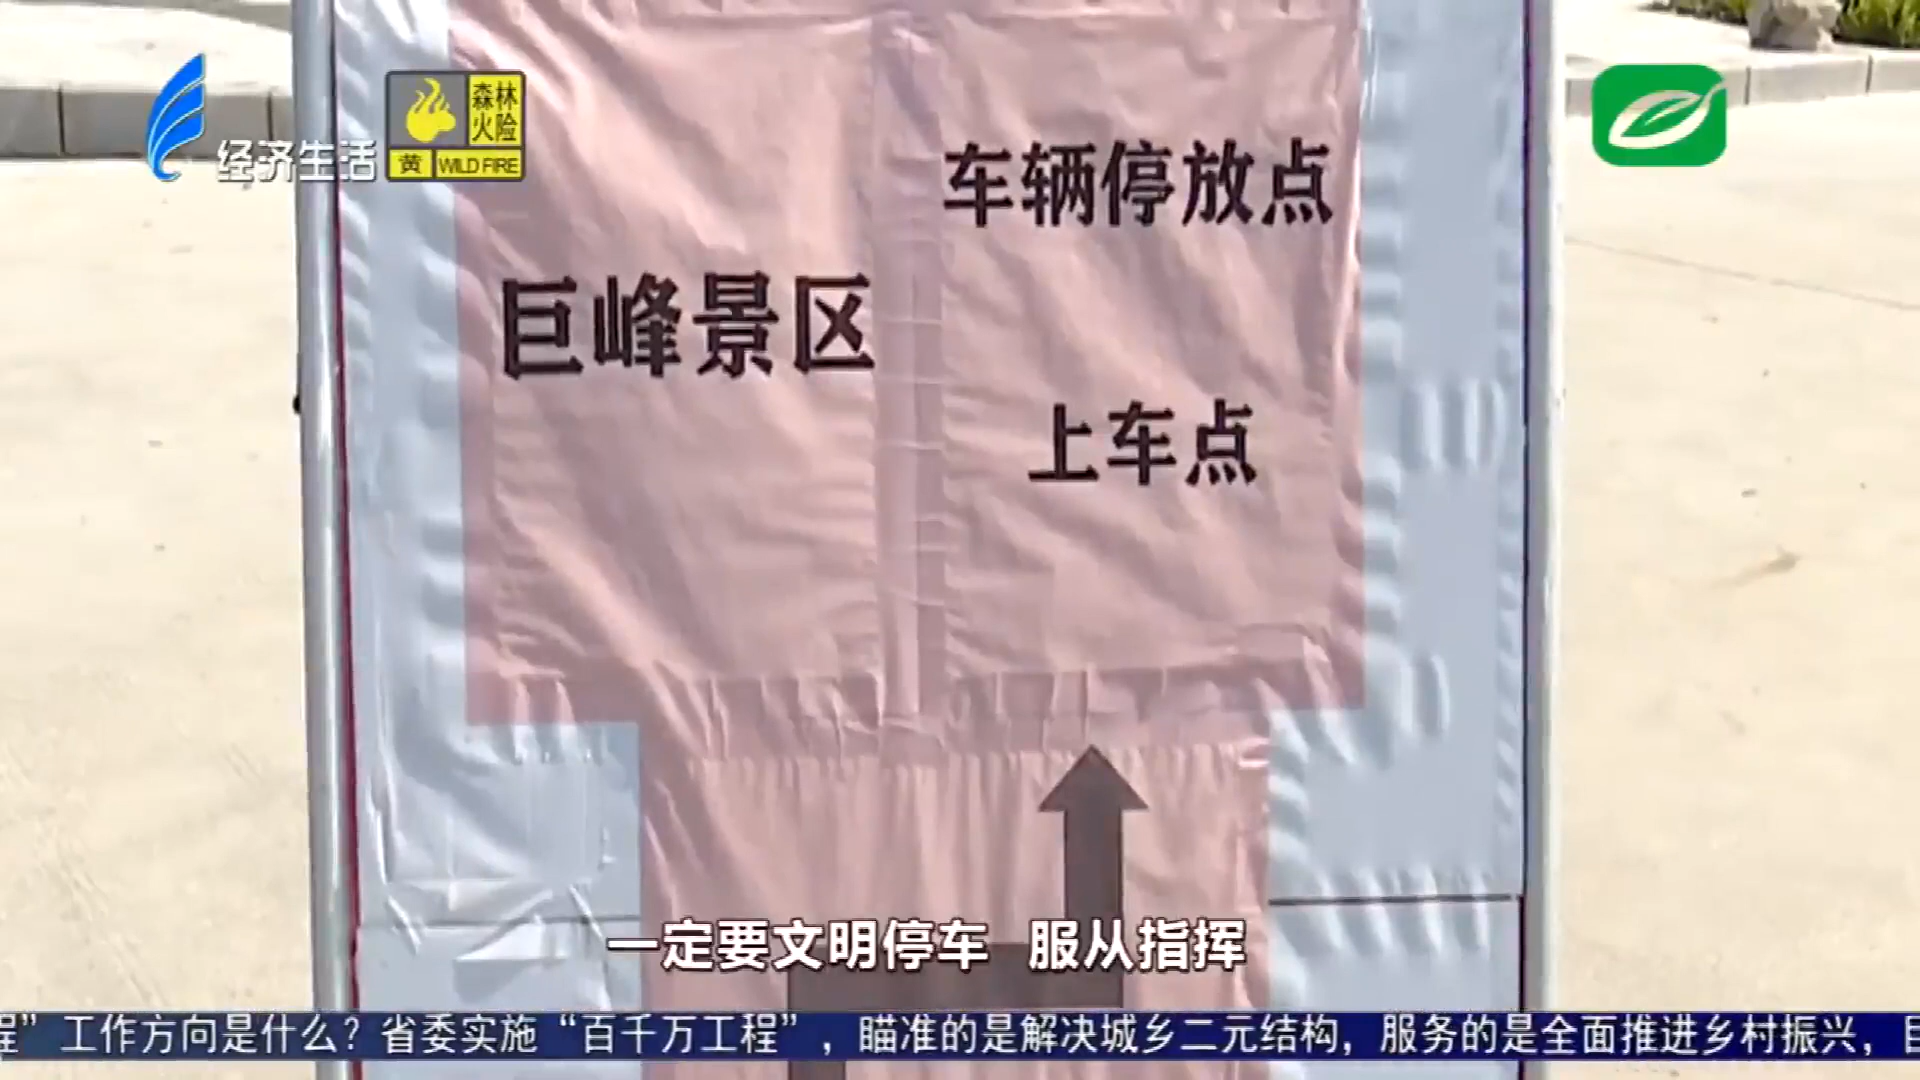 经济生活
森林
火险
黄 WILD FIRE
车辆停放点
巨峰景区
上车点
一定要文明停车 服从指挥
程”工作方向是什么？省委实施“百千万工程”，瞄准的是解决城乡二元结构，服务的是全面推进乡村振兴，目